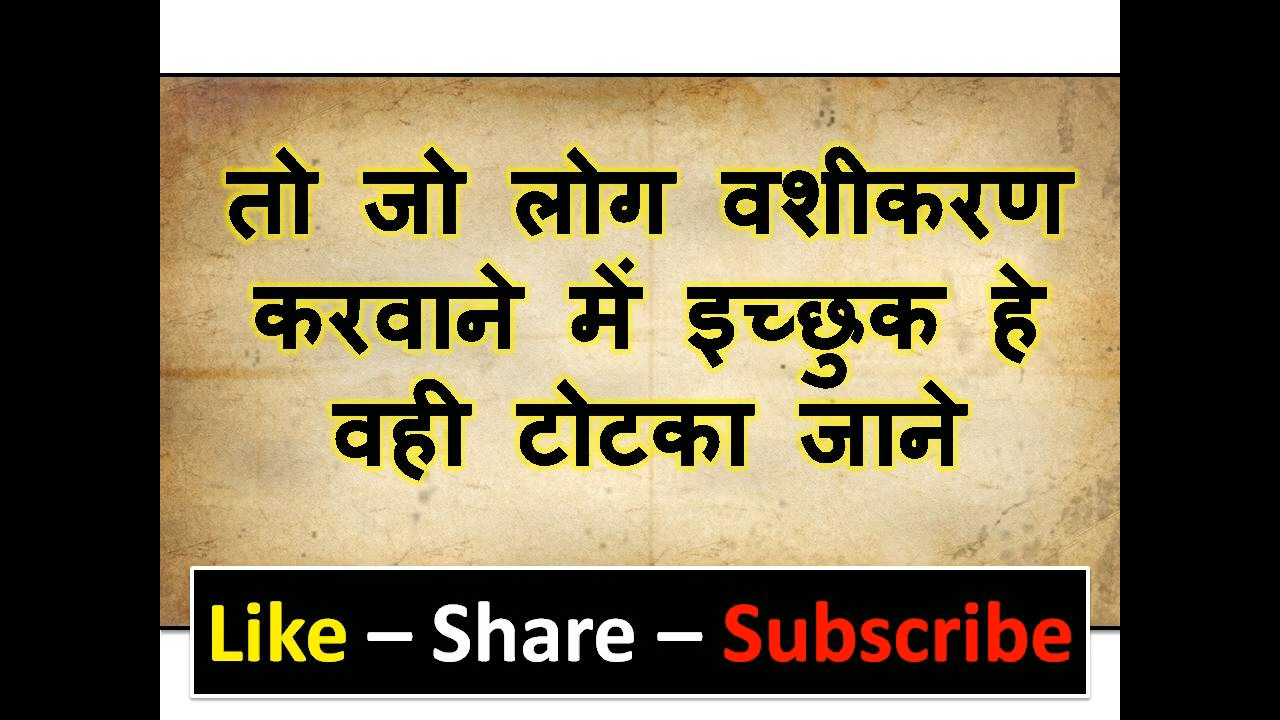 तो जो लोग वशीकरण
करवाने में इच्छुक हे
वही टोटका जाने
Like – Share – Subscribe